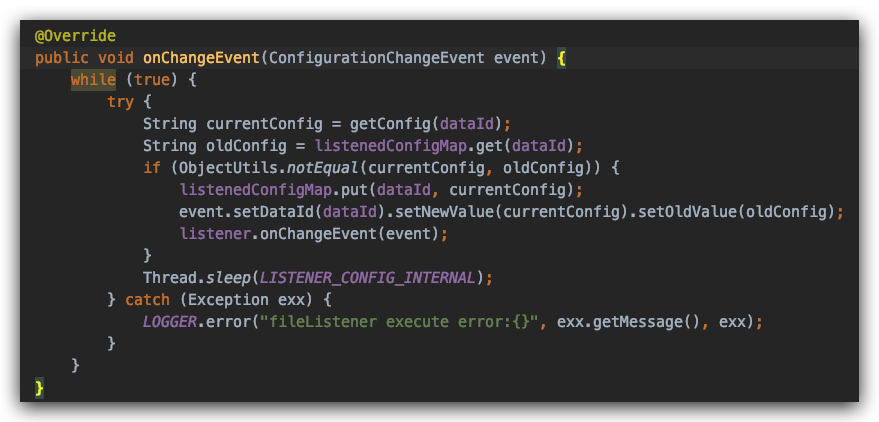 @Override
public void onChangeEvent(ConfigurationChangeEvent event) {
    while (true) {
        try {
            String currentConfig = getConfig(dataId);
            String oldConfig = listenedConfigMap.get(dataId);
            if (ObjectUtils.notEqual(currentConfig, oldConfig)) {
                listenedConfigMap.put(dataId, currentConfig);
                event.setDataId(dataId).setNewValue(currentConfig).setOldValue(oldConfig);
                listener.onChangeEvent(event);
            }
            Thread.sleep(LISTENER_CONFIG_INTERNAL);
        } catch (Exception exx) {
            LOGGER.error("fileListener execute error:{}", exx.getMessage(), exx);
        }
    }
}